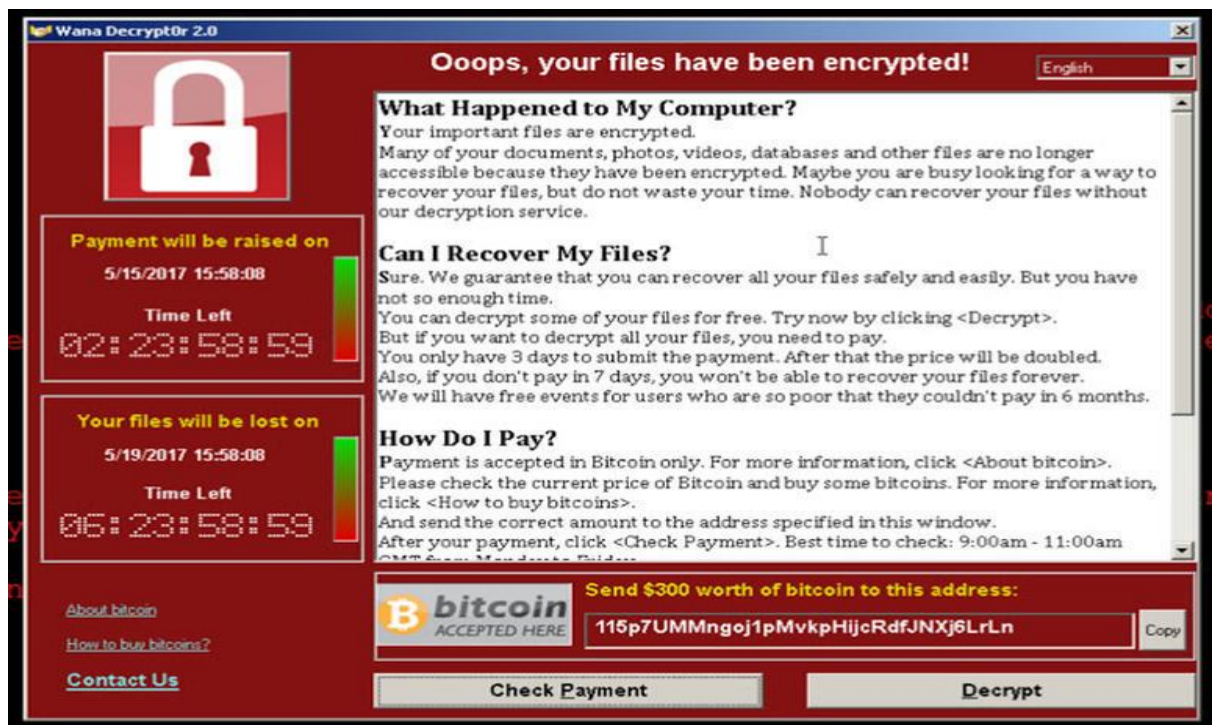 Wana Decrypt0r 2.0
Ooops, your files have been encrypted!
English
What Happened to My Computer?
Your important files are encrypted.
Many of your documents, photos, videos, databases and other files are no longer
accessible because they have been encrypted. Maybe you are busy looking for a way to
recover your files, but do not waste your time. Nobody can recover your files without
our decryption service.
Can I Recover My Files?
Sure. We guarantee that you can recover all your files safely and easily. But you have
not so enough time.
You can decrypt some of your files for free. Try now by clicking <Decrypt>.
But if you want to decrypt all your files, you need to pay.
You only have 3 days to submit the payment. After that the price will be doubled.
Also, if you don't pay in 7 days, you won't be able to recover your files forever.
We will have free events for users who are so poor that they couldn't pay in 6 months.
How Do I Pay?
Payment is accepted in Bitcoin only. For more information, click <About bitcoin>.
Please check the current price of Bitcoin and buy some bitcoins. For more information,
click <How to buy bitcoins>.
And send the correct amount to the address specified in this window.
After your payment, click <Check Payment>. Best time to check: 9:00am - 11:00am
GMT from Monday to Friday.
Payment will be raised on
5/15/2017 15:58:08
Time Left
02:23:58:59
Your files will be lost on
5/19/2017 15:58:08
Time Left
06:23:58:59
About bitcoin
How to buy bitcoins?
Contact Us
bitcoin
ACCEPTED HERE
Send $300 worth of bitcoin to this address:
115p7UMMngoj1pMvkpHijcRdfJNXj6LrLn
Copy
Check Payment
Decrypt